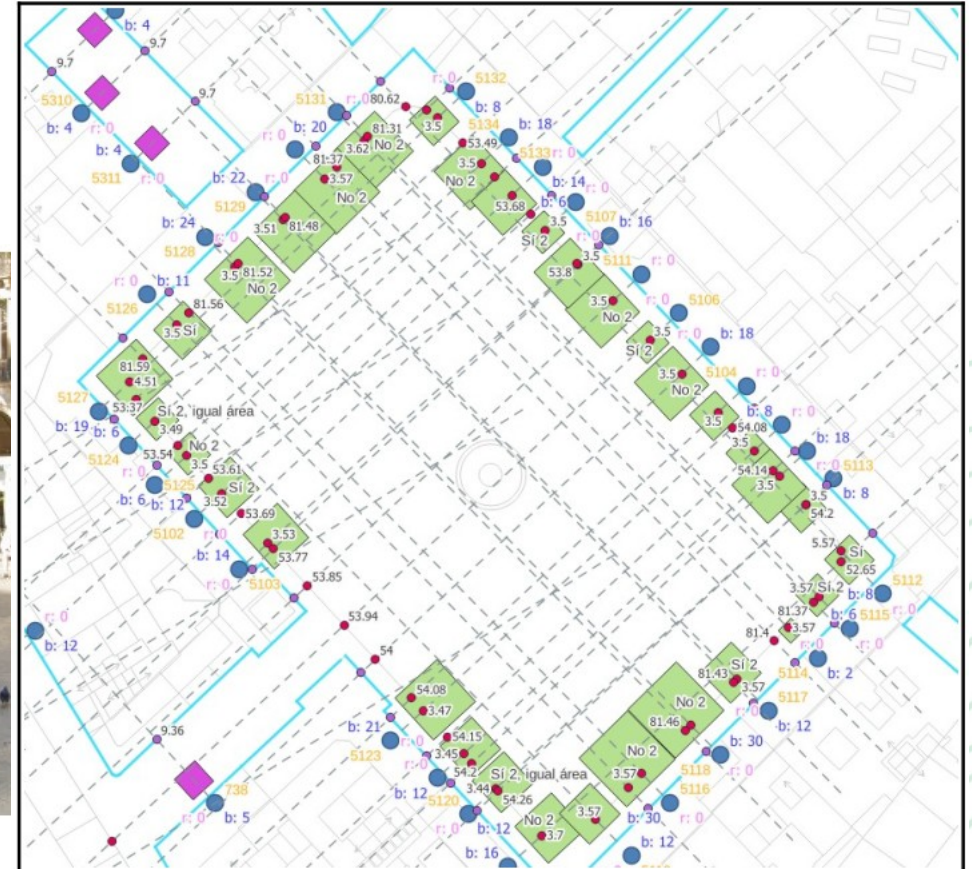 b: 4
9.7
9.7
9.7
5310
b: 4
r: 0
b: 4
5311
r: 0
r: 0
5132
b: 8
5131
r: 0
80.62
b: 20
3.5
5134
b: 18
81.31
No 2
3.62
r: 0
53.49
5133
r: 0
81.37
3.57
No 2
3.5
No 2
b: 14
b: 22
r: 0
5129
53.68
b: 6
r: 0
5107
3.51
81.48
3.5
b: 16
b: 24
Sí 2
r: 0
5128
r: 0
3.5
5111
53.8
3.5
81.52
No 2
r: 0
b: 11
r: 0
5126
81.56
3.5
No 2
5106
3.5
Sí
3.5
r: 0
b: 18
Sí 2
81.59
4.51
3.5
No 2
5104
r: 0
5127
53.37
Sí 2, igual área
b: 19
b: 6
3.49
3.5
b: 8
r: 0
5124
53.54
No 2
3.5
54.08
3.5
b: 18
r: 0
53.61
Sí 2
54.14
3.5
5113
b: 6
5125
b: 12
3.52
3.5
b: 8
5102
53.69
54.2
r: 0
3.53
5.57
Sí
52.65
b: 14
53.77
r: 0
5103
53.85
3.57
Sí 2
b: 8
5112
r: 0
81.37
3.57
b: 6
5115
r: 0
b: 12
53.94
81.4
r: 0
r: 0
b: 2
54
5114
81.43
Sí 2
3.57
5117
r: 0
b: 12
54.08
3.47
No 2
81.46
b: 21
9.36
5123
r: 0
54.15
b: 30
r: 0
3.45
54.2
No 2
5118
r: 0
b: 12
Sí 2, igual área
3.57
738
5120
3.44
54.26
5116
r: 0
b: 5
r: 0
b: 12
No 2
3.7
3.57
b: 30
r: 0
b: 16
b: 12